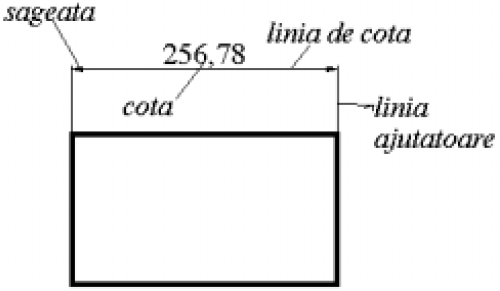 sageata
linia de cota
256,78
cota
linia
ajutatoare